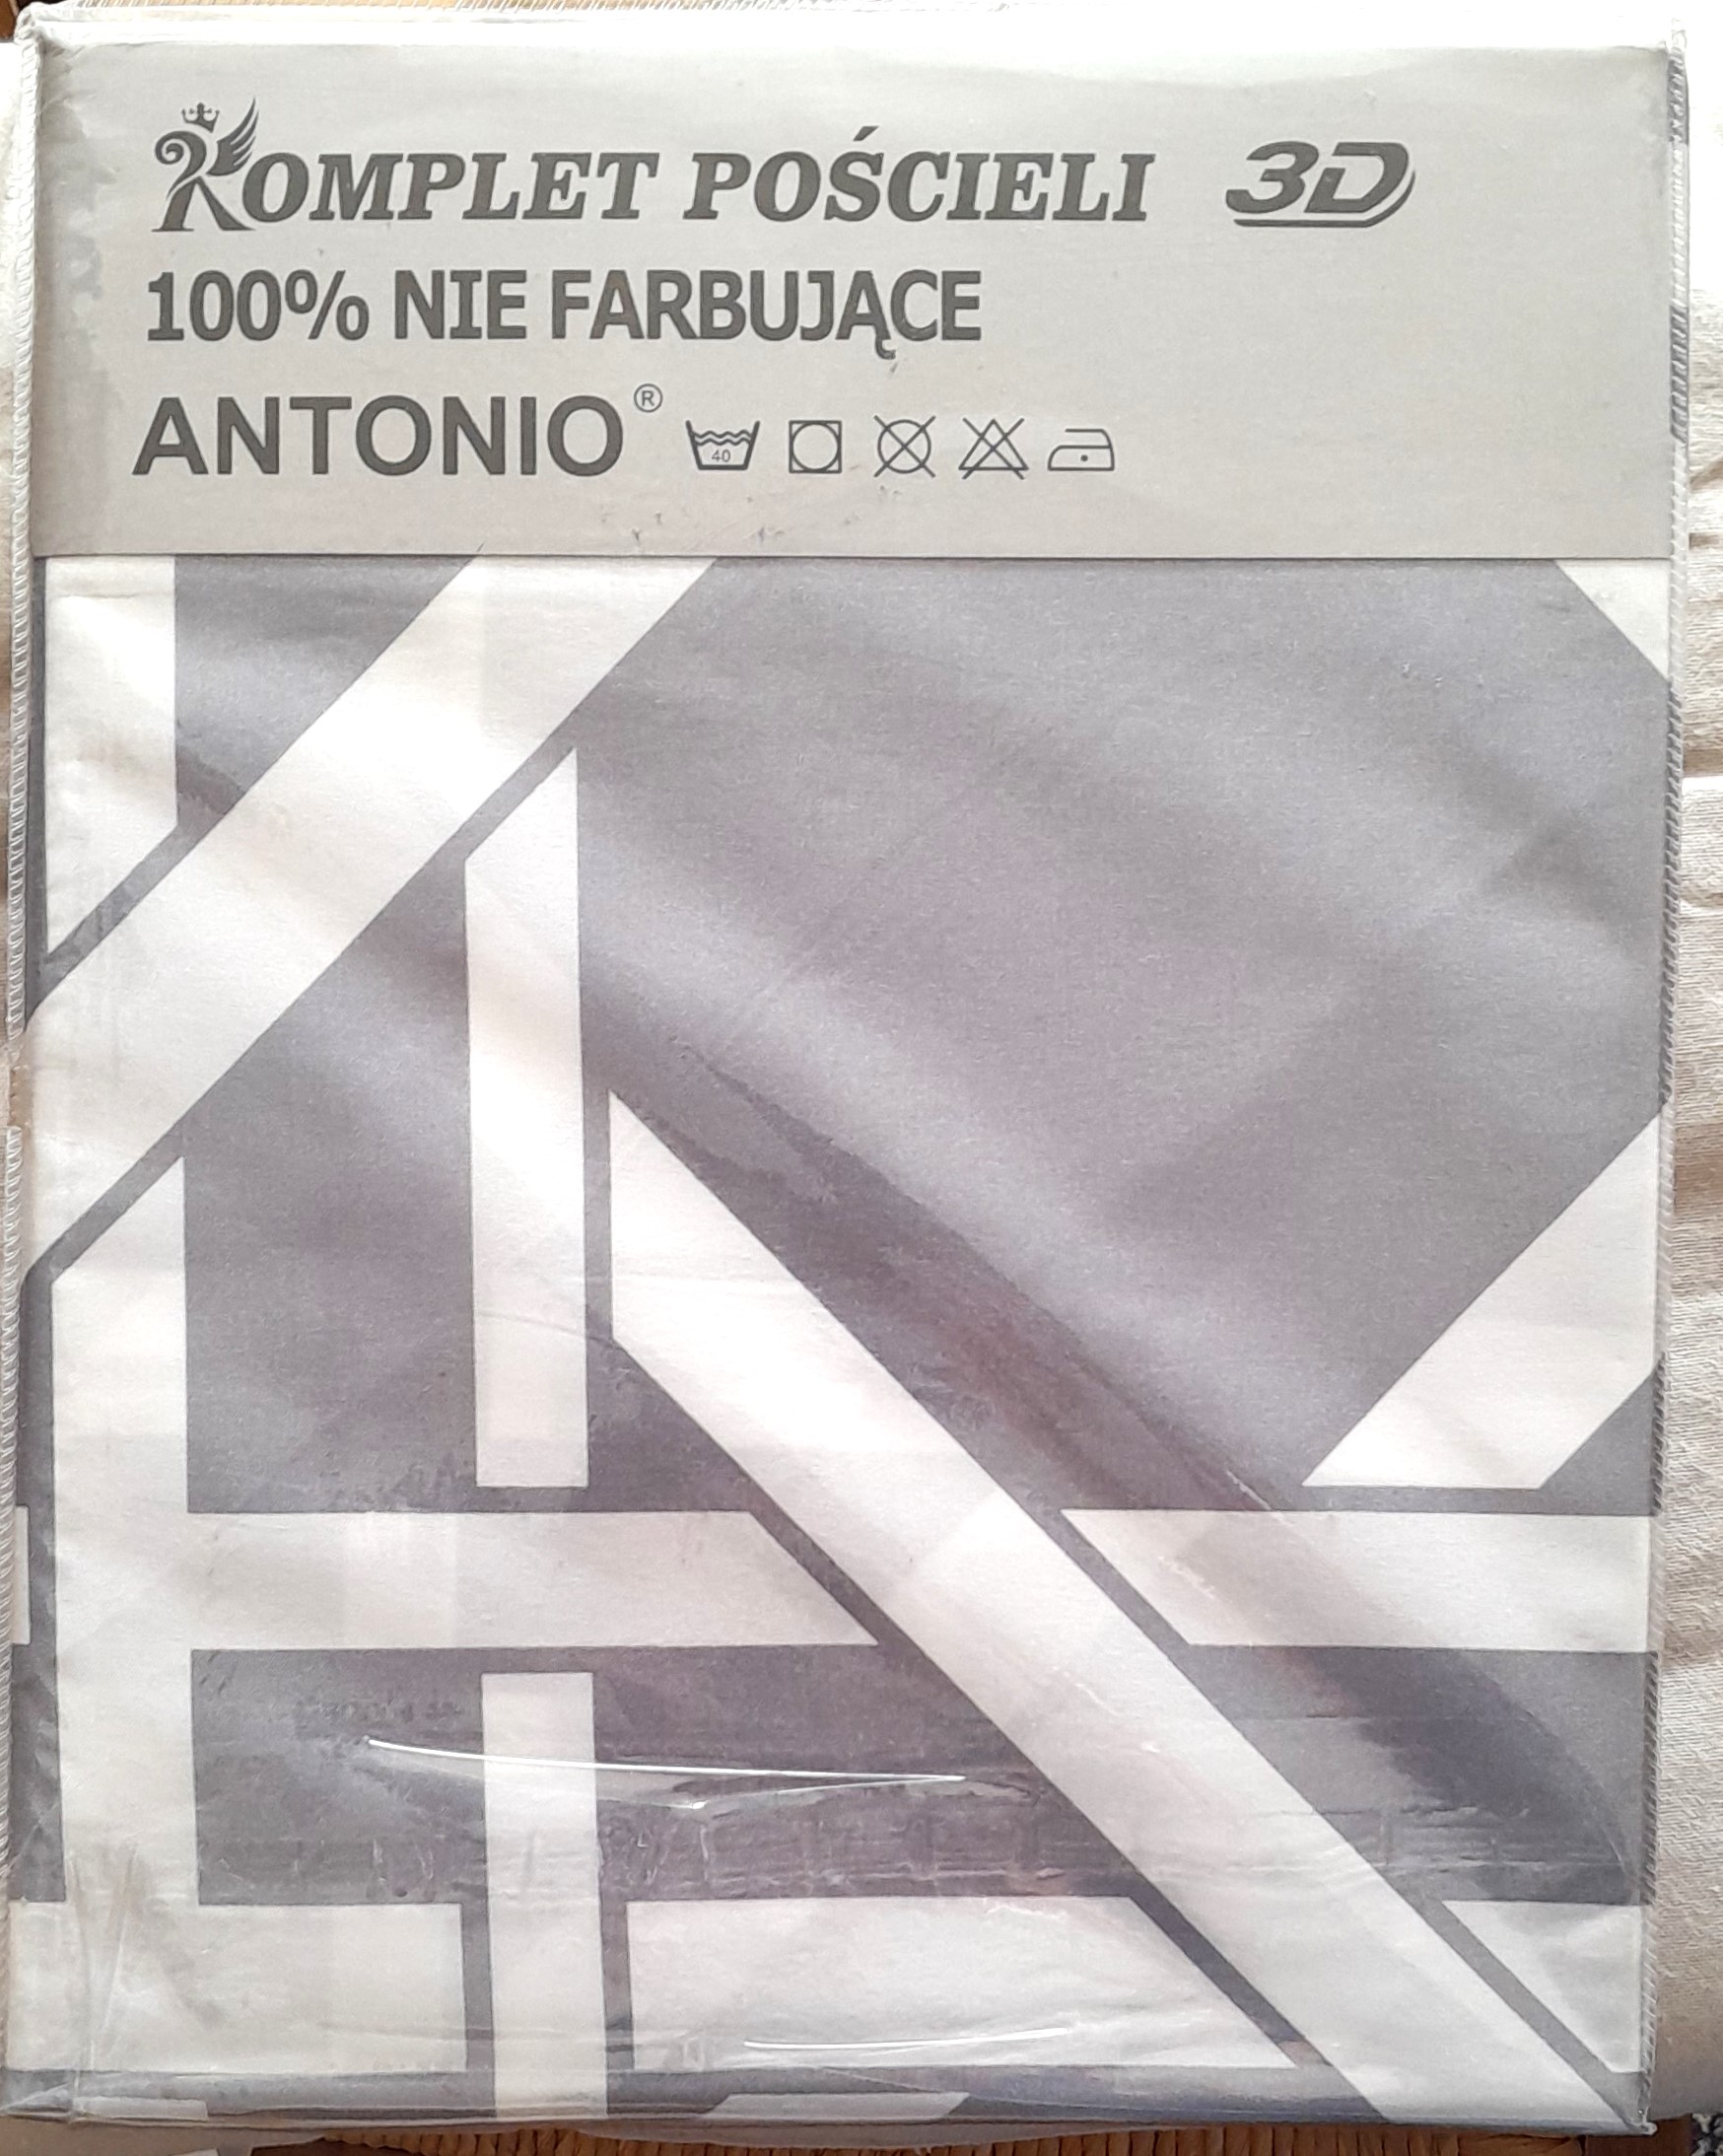 KOMPLET POŚCIELI 3D
100% NIE FARBUJĄCE
ANTONIO®
40